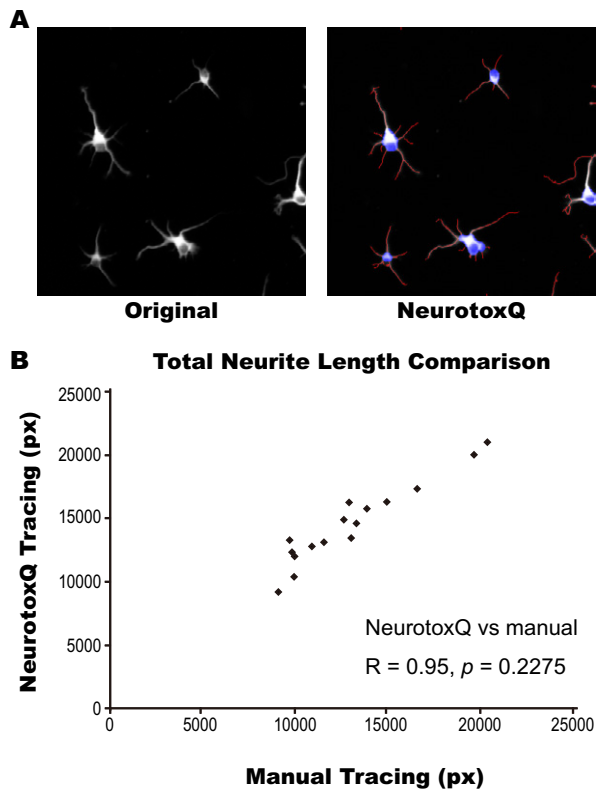 A
Original
NeurotoxQ
B
Total Neurite Length Comparison
NeurotoxQ Tracing (px)
25000
20000
15000
10000
5000
0
NeurotoxQ vs manual
R = 0.95, p = 0.2275
0
5000
10000
15000
20000
25000
Manual Tracing (px)